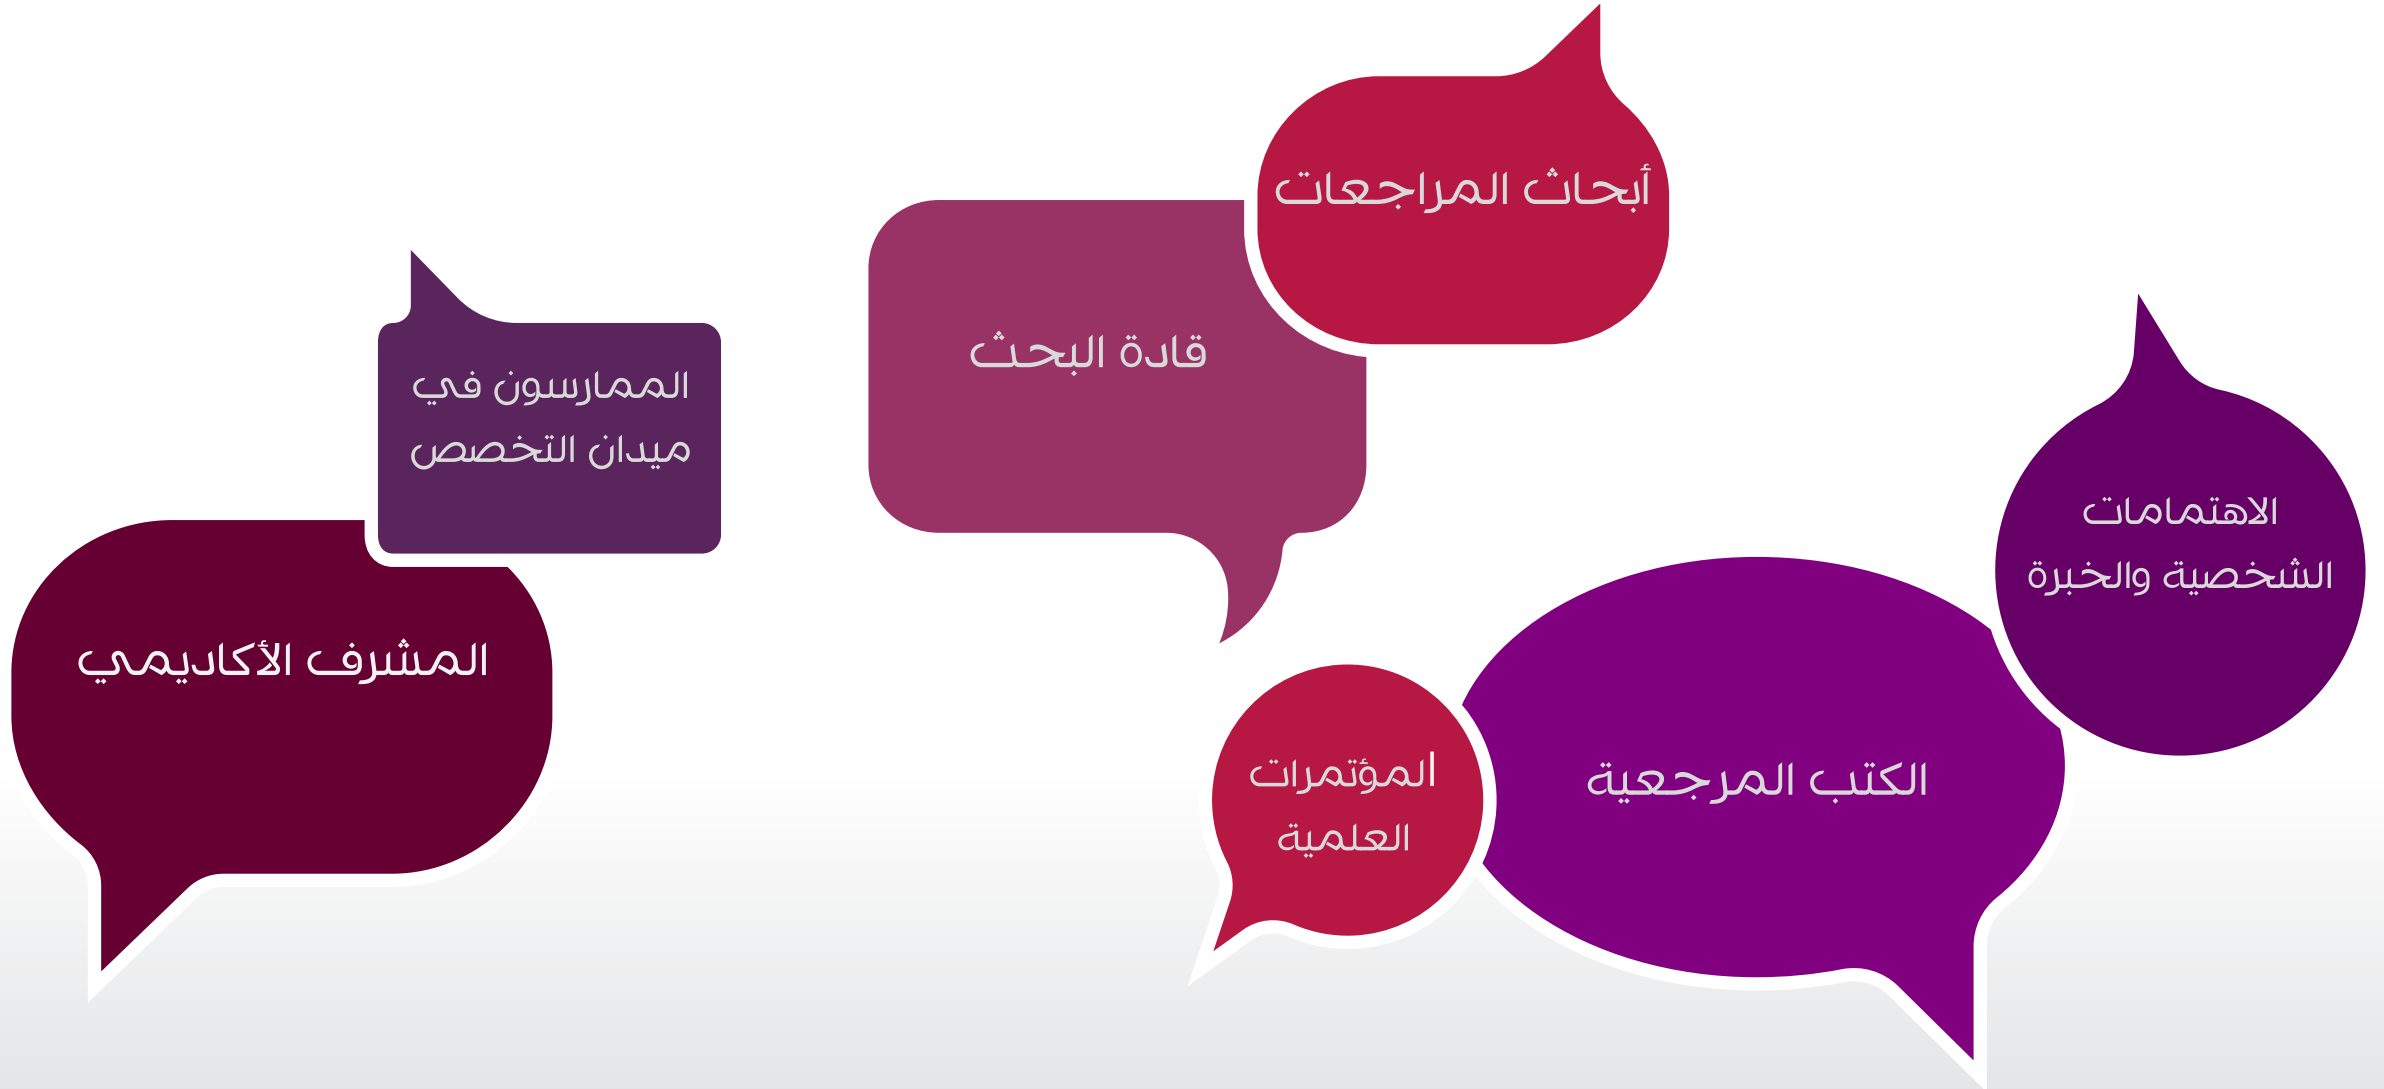 أبحاث المراجعات
قادة البحث
الممارسون في
ميدان التخصص
المشرف الأكاديمي
الاهتمامات
الشخصية والخبرة
الكتب المرجعية
المؤتمرات
العلمية